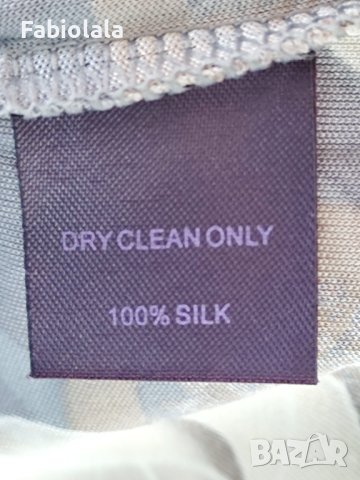 Fabiolala
DRY CLEAN ONLY
100% SILK
BAZAR